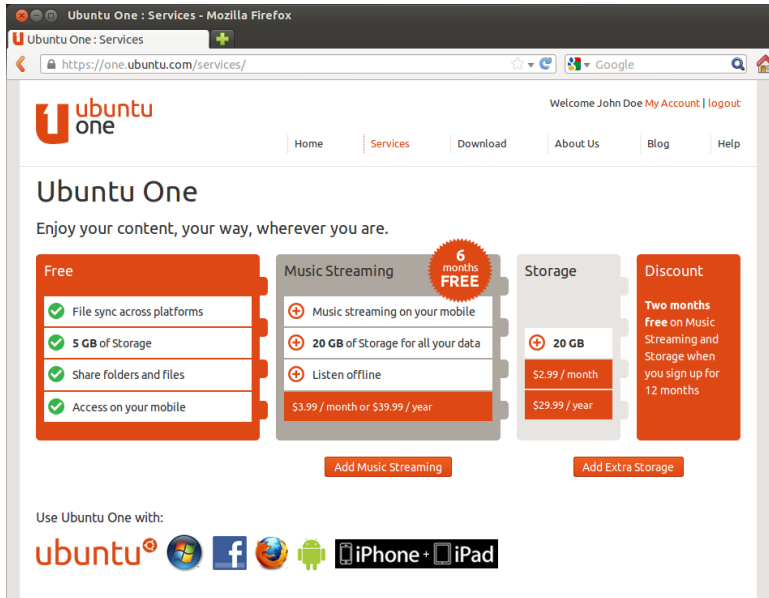 Ubuntu One : Services - Mozilla Firefox
Ubuntu One : Services
https://one.ubuntu.com/services/
Google
ubuntu
one
Welcome John Doe My Account | logout
Home Services Download About Us Blog Help
Ubuntu One
Enjoy your content, your way, wherever you are.
Free
File sync across platforms
5 GB of Storage
Share folders and files
Access on your mobile
Music Streaming
6
months
FREE
Music streaming on your mobile
20 GB of Storage for all your data
Listen offline
$3.99 / month or $39.99 / year
Storage
20 GB
$2.99 / month
$29.99 / year
Discount
Two months
free on Music
Streaming and
Storage when
you sign up for
12 months
Add Music Streaming
Add Extra Storage
Use Ubuntu One with:
ubuntu
f
iPhone + iPad